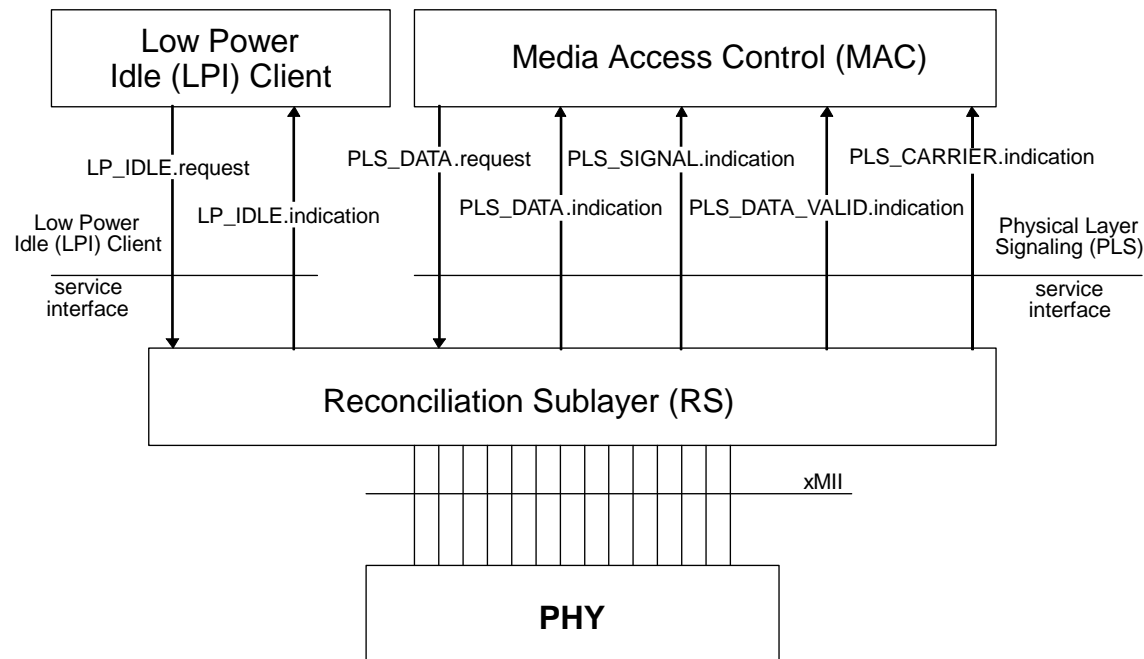 Low Power
Idle (LPI) Client
Media Access Control (MAC)
LP_IDLE.request
PLS_DATA.request
PLS_SIGNAL.indication
PLS_CARRIER.indication
LP_IDLE.indication
PLS_DATA.indication
PLS_DATA_VALID.indication
Low Power
Idle (LPI) Client
Physical Layer
Signaling (PLS)
service
interface
service
interface
Reconciliation Sublayer (RS)
xMII
PHY